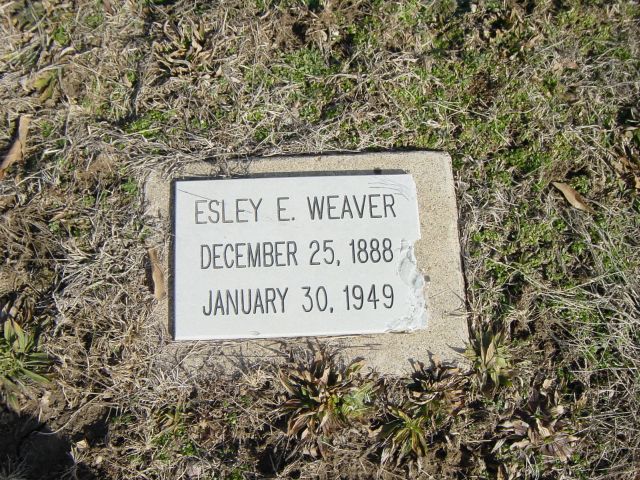 ESLEY E. WEAVER
DECEMBER 25, 1888
JANUARY 30, 1949